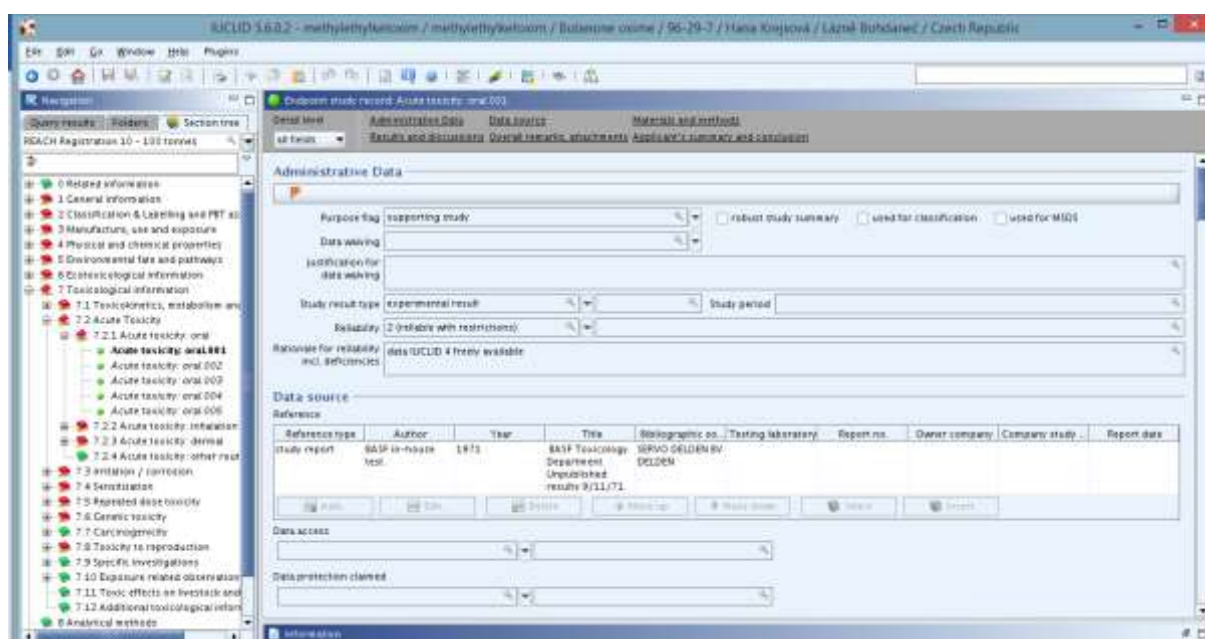 IUCLID 5.6.0.2 - methylethylketoxim / methylethylketoxim / Butanone oxime / 96-29-7 / Hana Krejsová / Lázně Bohdaneč / Czech Republic
File Edit Go Window Help Plugins
Navigation
Query results Folders Section tree
REACH Registration 10 - 100 tonnes
0 Related information
1 General information
2 Classification & Labelling and PBT as
3 Manufacture, use and exposure
4 Physical and chemical properties
5 Environmental fate and pathways
6 Ecotoxicological information
7 Toxicological information
7.1 Toxicokinetics, metabolism and
7.2 Acute Toxicity
7.2.1 Acute toxicity: oral
Acute toxicity: oral.001
Acute toxicity: oral.002
Acute toxicity: oral.003
Acute toxicity: oral.004
Acute toxicity: oral.005
7.2.2 Acute toxicity: inhalation
7.2.3 Acute toxicity: dermal
7.2.4 Acute toxicity: other rout
7.3 Irritation / corrosion
7.4 Sensitisation
7.5 Repeated dose toxicity
7.6 Genetic toxicity
7.7 Carcinogenicity
7.8 Toxicity to reproduction
7.9 Specific investigations
7.10 Exposure related observation
7.11 Toxic effects on livestock and
7.12 Additional toxicological inform
8 Analytical methods
Endpoint study record: Acute toxicity: oral.001
Detail level Administrative Data Data source Materials and methods
all fields Results and discussions Overall remarks, attachments Applicant's summary and conclusion
Administrative Data
Purpose flag supporting study robust study summary used for classification used for MSDS
Data waiving
Justification for
data waiving
Study result type experimental result Study period
Reliability 2 (reliable with restrictions)
Rationale for reliability
incl. deficiencies data IUCLID 4 freely available
Data source
Reference
Reference type Author Year Title Bibliographic so... Testing laboratory Report no. Owner company Company study ... Report date
study report BASF in-house 1971 BASF Toxicology SERVO DELDEN BV
test. Department DELDEN
Unpublished
results 9/11/71
Add... Edit... Delete Move up Move down
Data access
Data protection claimed
Information